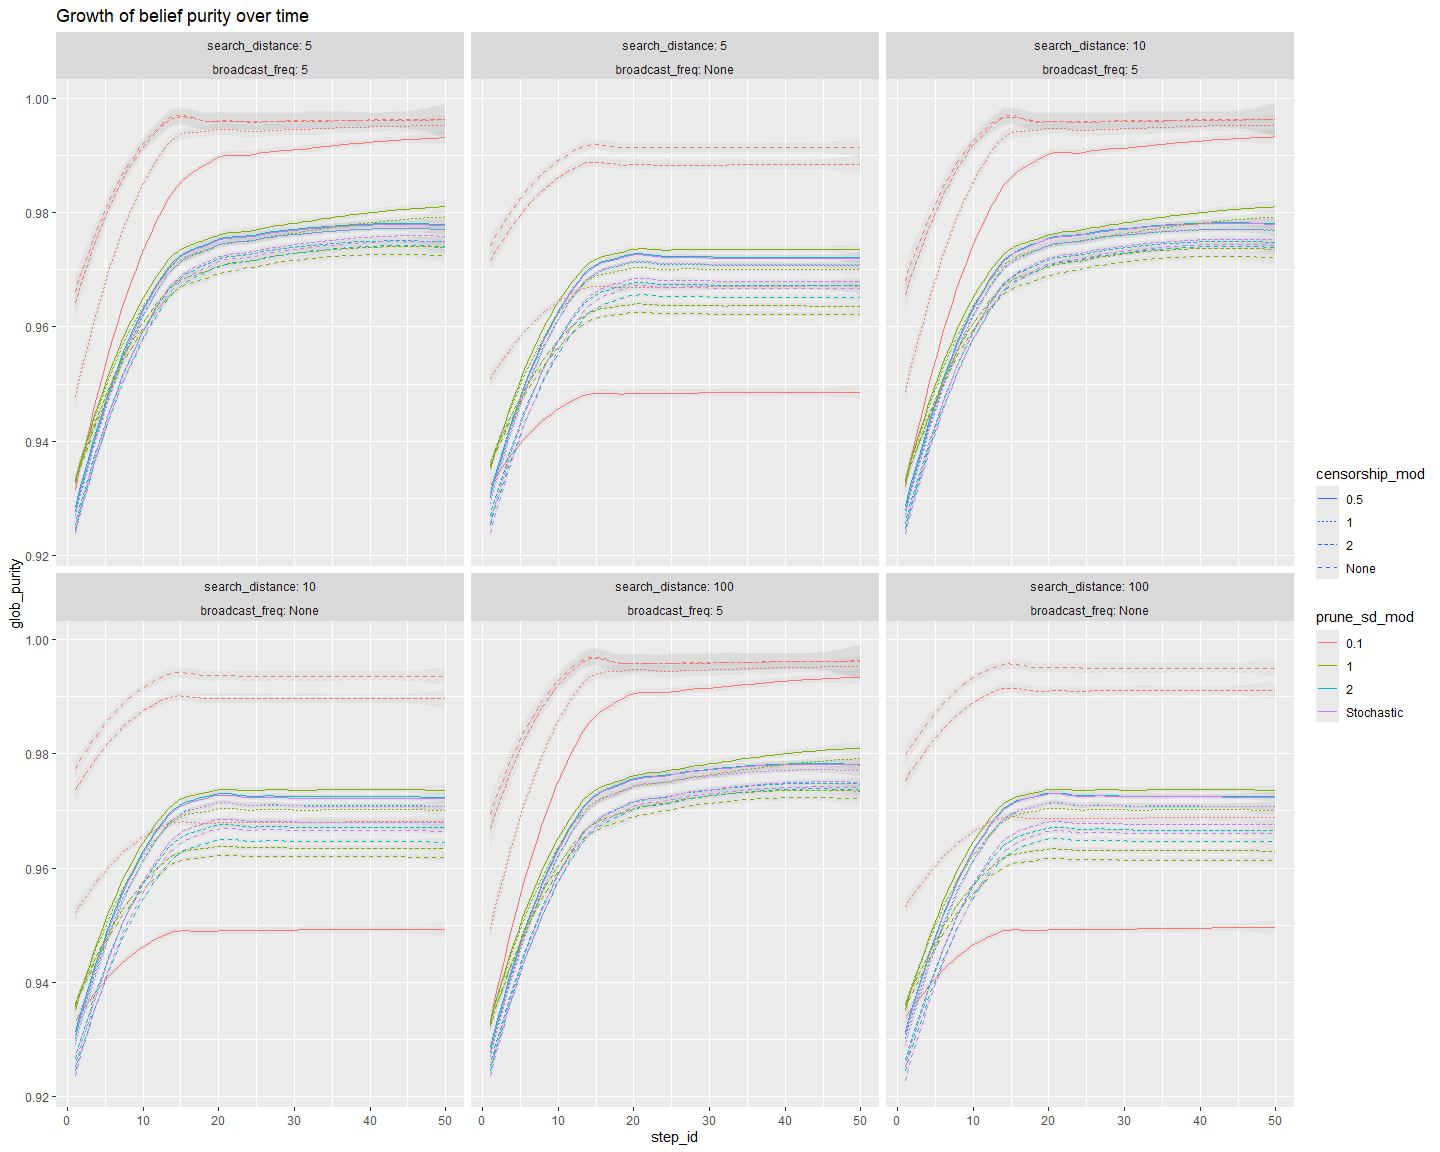 Growth of belief purity over time
search_distance: 5
broadcast_freq: 5
search_distance: 5
broadcast_freq: None
search_distance: 10
broadcast_freq: 5
1.00
0.98
0.96
0.94
0.92
glob_purity
search_distance: 10
broadcast_freq: None
search_distance: 100
broadcast_freq: 5
search_distance: 100
broadcast_freq: None
1.00
0.98
0.96
0.94
0.92
0 10 20 30 40 50
0 10 20 30 40 50
0 10 20 30 40 50
step_id
censorship_mod
0.5
1
2
None
prune_sd_mod
0.1
1
2
Stochastic